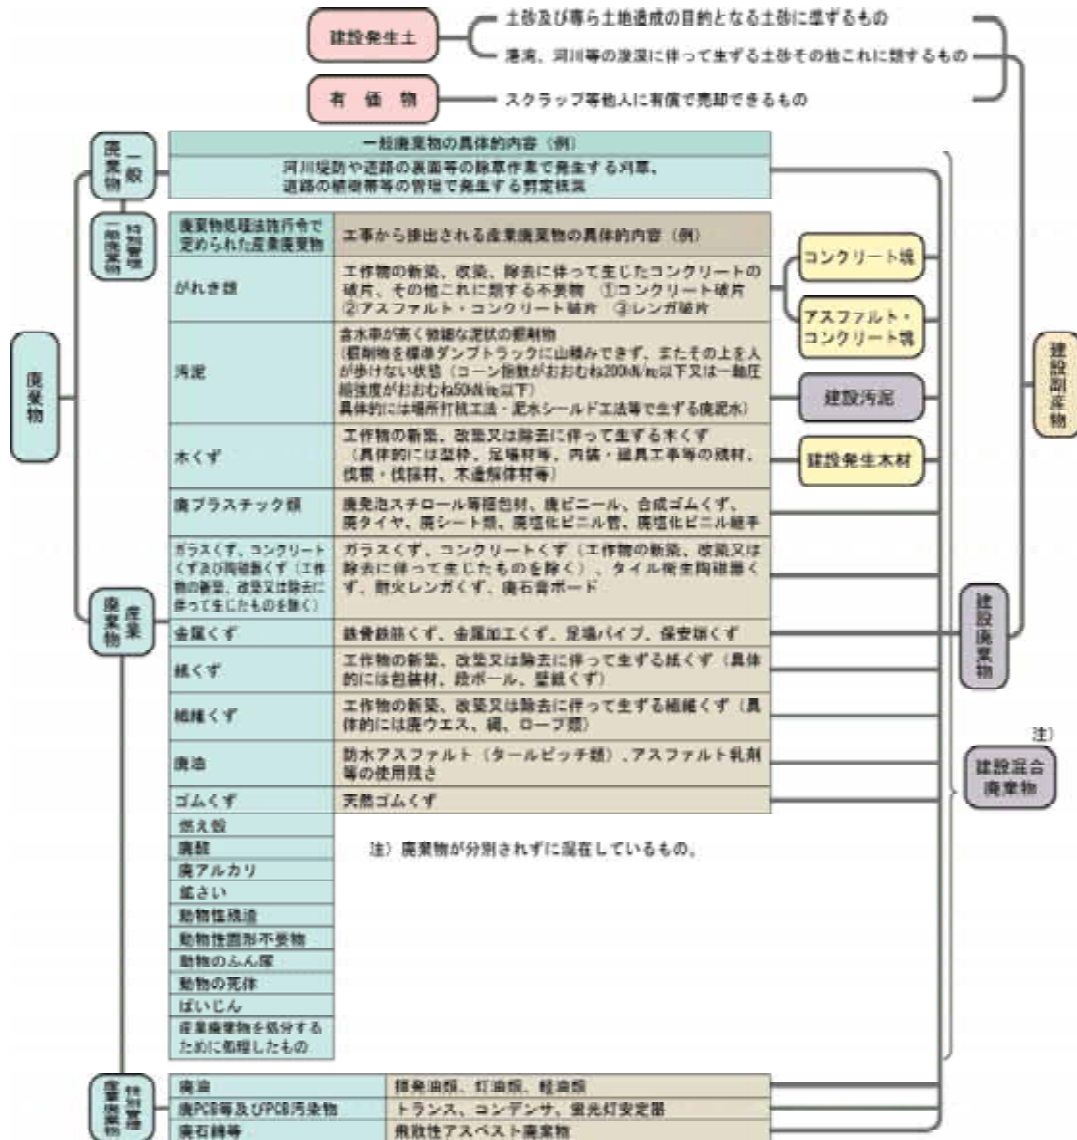 建設発生土
土砂及び専ら土地造成の目的となる土砂に準ずるもの
港湾、河川等の浚渫に伴って生ずる土砂その他これに類するもの
有価物
スクラップ等他人に有償で売却できるもの
一般
廃棄物
一般廃棄物の具体的内容（例）
河川堤防や道路の裏面等の除草作業で発生する刈草、
道路の植樹帯等の管理で発生する剪定枝葉
特別管理
一般廃棄物
廃棄物処理法施行令で
定められた産業廃棄物
工事から排出される産業廃棄物の具体的内容（例）
がれき類
工作物の新築、改築、除去に伴って生じたコンクリートの
破片、その他これに類する不要物　①コンクリート破片
②アスファルト・コンクリート破片　③レンガ破片
コンクリート塊
アスファルト・
コンクリート塊
廃棄物
汚泥
含水率が高く微細な泥状の掘削物
（掘削物を標準ダンプトラックに山積みできず、またその上を人
が歩けない状態（コーン指数がおおむね200kN/㎡以下又は一軸圧
縮強度がおおむね50kN/㎡以下）
具体的には場所打杭工法・泥水シールド工法等で生ずる廃泥水）
建設汚泥
建設副産物
木くず
工作物の新築、改築又は除去に伴って生ずる木くず
（具体的には型枠、足場材等、内装・建具工事等の残材、
伐根・伐採材、木造解体材等）
建設発生木材
廃プラスチック類
廃発泡スチロール等梱包材、廃ビニール、合成ゴムくず、
廃タイヤ、廃シート類、廃塩化ビニル管、廃塩化ビニル継手
ガラスくず、コンクリート
くず及び陶磁器くず（工作
物の新築、改築又は除去に
伴って生じたものを除く）
ガラスくず、コンクリートくず（工作物の新築、改築又は
除去に伴って生じたものを除く）、タイル衛生陶磁器く
ず、耐火レンガくず、廃石膏ボード
産業
廃棄物
建設廃棄物
金属くず
鉄骨鉄筋くず、金属加工くず、足場パイプ、保安塀くず
紙くず
工作物の新築、改築又は除去に伴って生ずる紙くず（具体
的には包装材、段ボール、壁紙くず）
繊維くず
工作物の新築、改築又は除去に伴って生ずる繊維くず（具
体的には廃ウエス、縄、ロープ類）
注）
建設混合
廃棄物
廃油
防水アスファルト（タールピッチ類）、アスファルト乳剤
等の使用残さ
ゴムくず
天然ゴムくず
燃え殻
廃酸
注）廃棄物が分別されずに混在しているもの。
廃アルカリ
鉱さい
動物性残渣
動物性固形不要物
動物のふん尿
動物の死体
ばいじん
産業廃棄物を処分する
ために処理したもの
特別管理
産業廃棄物
廃油
揮発油類、灯油類、軽油類
廃PCB等及びPCB汚染物
トランス、コンデンサ、蛍光灯安定器
廃石綿等
飛散性アスベスト廃棄物